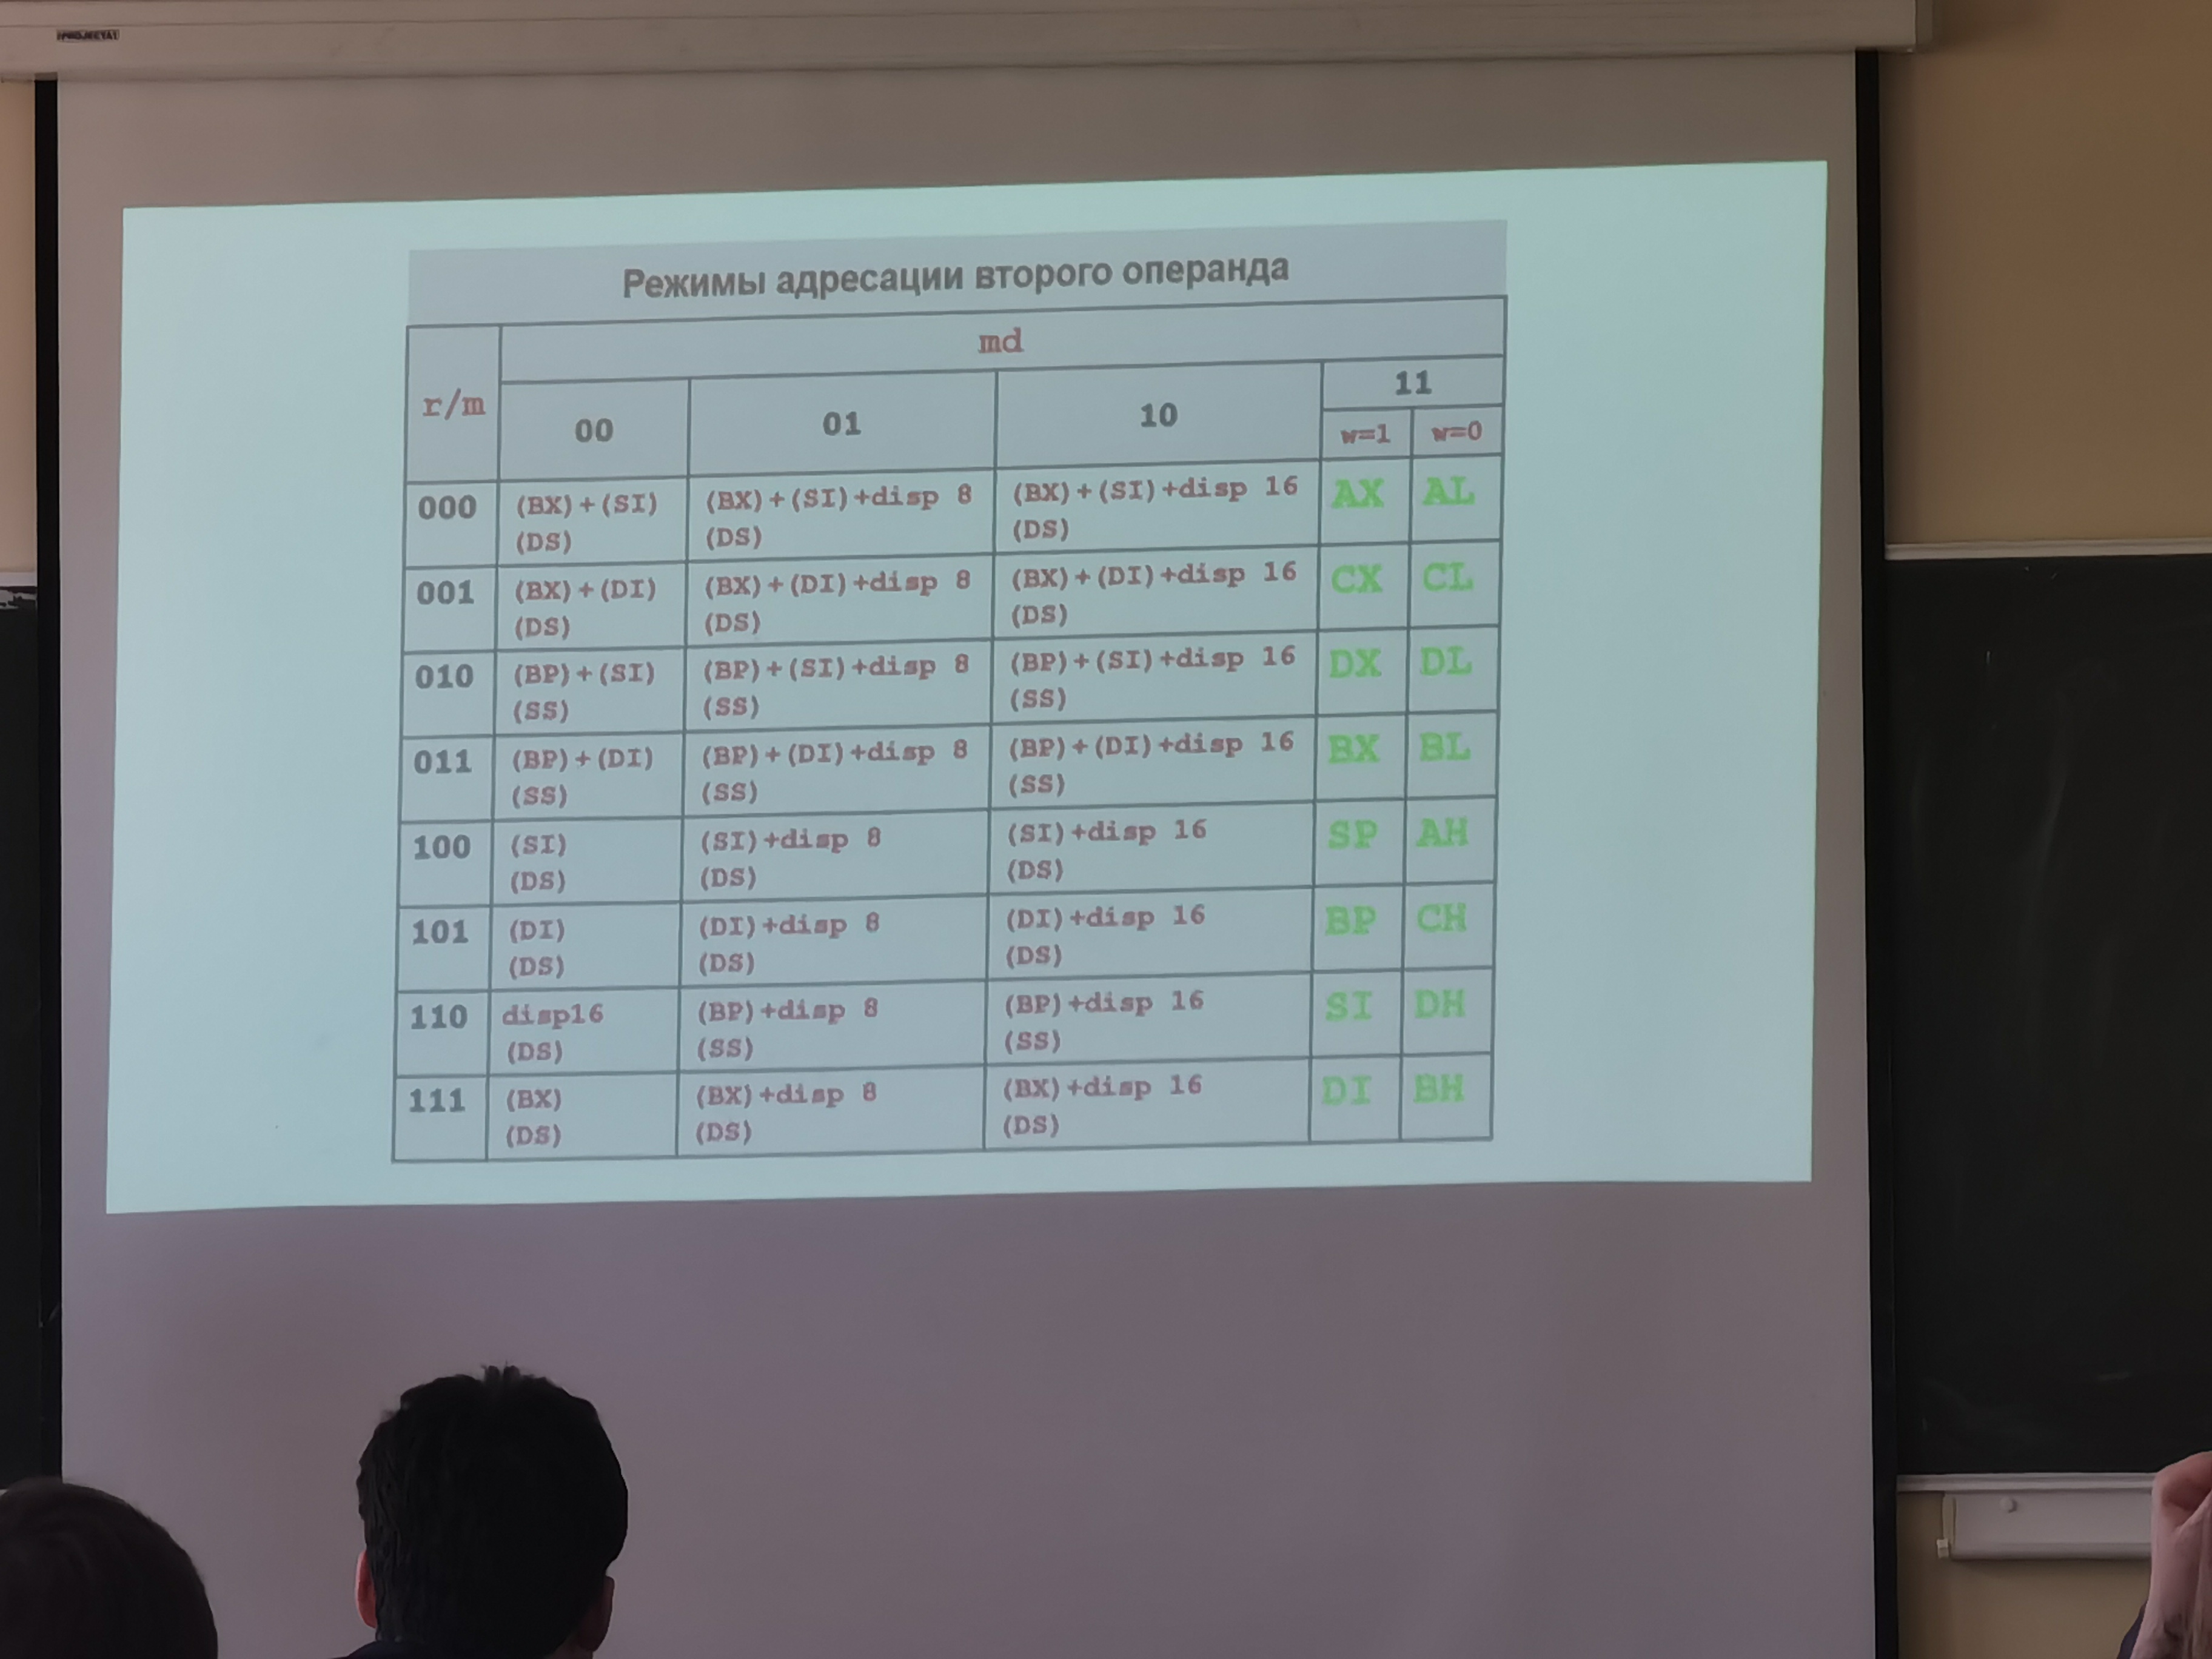 Режимы адресации второго операнда
r/m md
00 01 10 11
w=1 w=0
000 (BX)+(SI) (BX)+(SI)+disp 8 (BX)+(SI)+disp 16 AX AL
(DS) (DS) (DS)
001 (BX)+(DI) (BX)+(DI)+disp 8 (BX)+(DI)+disp 16 CX CL
(DS) (DS) (DS)
010 (BP)+(SI) (BP)+(SI)+disp 8 (BP)+(SI)+disp 16 DX DL
(SS) (SS) (SS)
011 (BP)+(DI) (BP)+(DI)+disp 8 (BP)+(DI)+disp 16 BX BL
(SS) (SS) (SS)
100 (SI) (SI)+disp 8 (SI)+disp 16 SP AH
(DS) (DS) (DS)
101 (DI) (DI)+disp 8 (DI)+disp 16 BP CH
(DS) (DS) (DS)
110 disp16 (BP)+disp 8 (BP)+disp 16 SI DH
(DS) (SS) (SS)
111 (BX) (BX)+disp 8 (BX)+disp 16 DI BH
(DS) (DS) (DS)